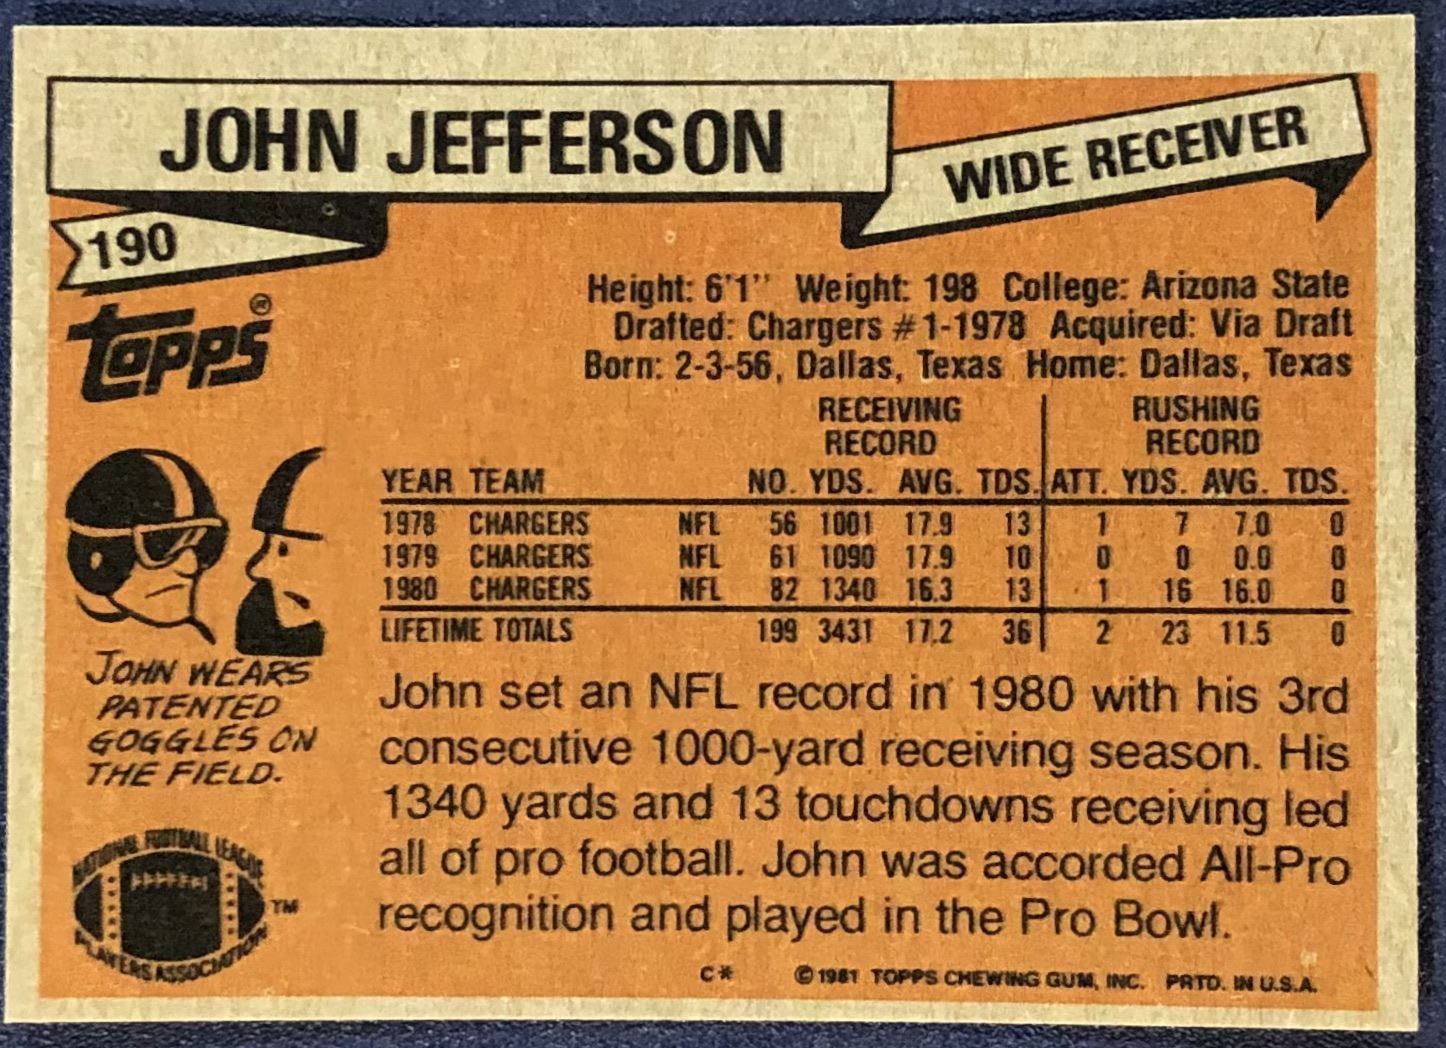 JOHN JEFFERSON
WIDE RECEIVER
190
Topps®
Height: 6'1" Weight: 198 College: Arizona State
Drafted: Chargers #1-1978 Acquired: Via Draft
Born: 2-3-56, Dallas, Texas Home: Dallas, Texas
RECEIVING RECORD RUSHING RECORD
YEAR TEAM NO. YDS. AVG. TDS. ATT. YDS. AVG. TDS.
1978 CHARGERS NFL 56 1001 17.9 13 1 7 7.0 0
1979 CHARGERS NFL 61 1090 17.9 10 0 0 0.0 0
1980 CHARGERS NFL 82 1340 16.3 13 1 16 16.0 0
LIFETIME TOTALS 199 3431 17.2 36 2 23 11.5 0
JOHN WEARS
PATENTED
GOGGLES ON
THE FIELD.
John set an NFL record in 1980 with his 3rd
consecutive 1000-yard receiving season. His
1340 yards and 13 touchdowns receiving led
all of pro football. John was accorded All-Pro
recognition and played in the Pro Bowl.
NATIONAL FOOTBALL LEAGUE
PLAYERS ASSOCIATION
TM
C* © 1981 TOPPS CHEWING GUM, INC. PRTD. IN U.S.A.